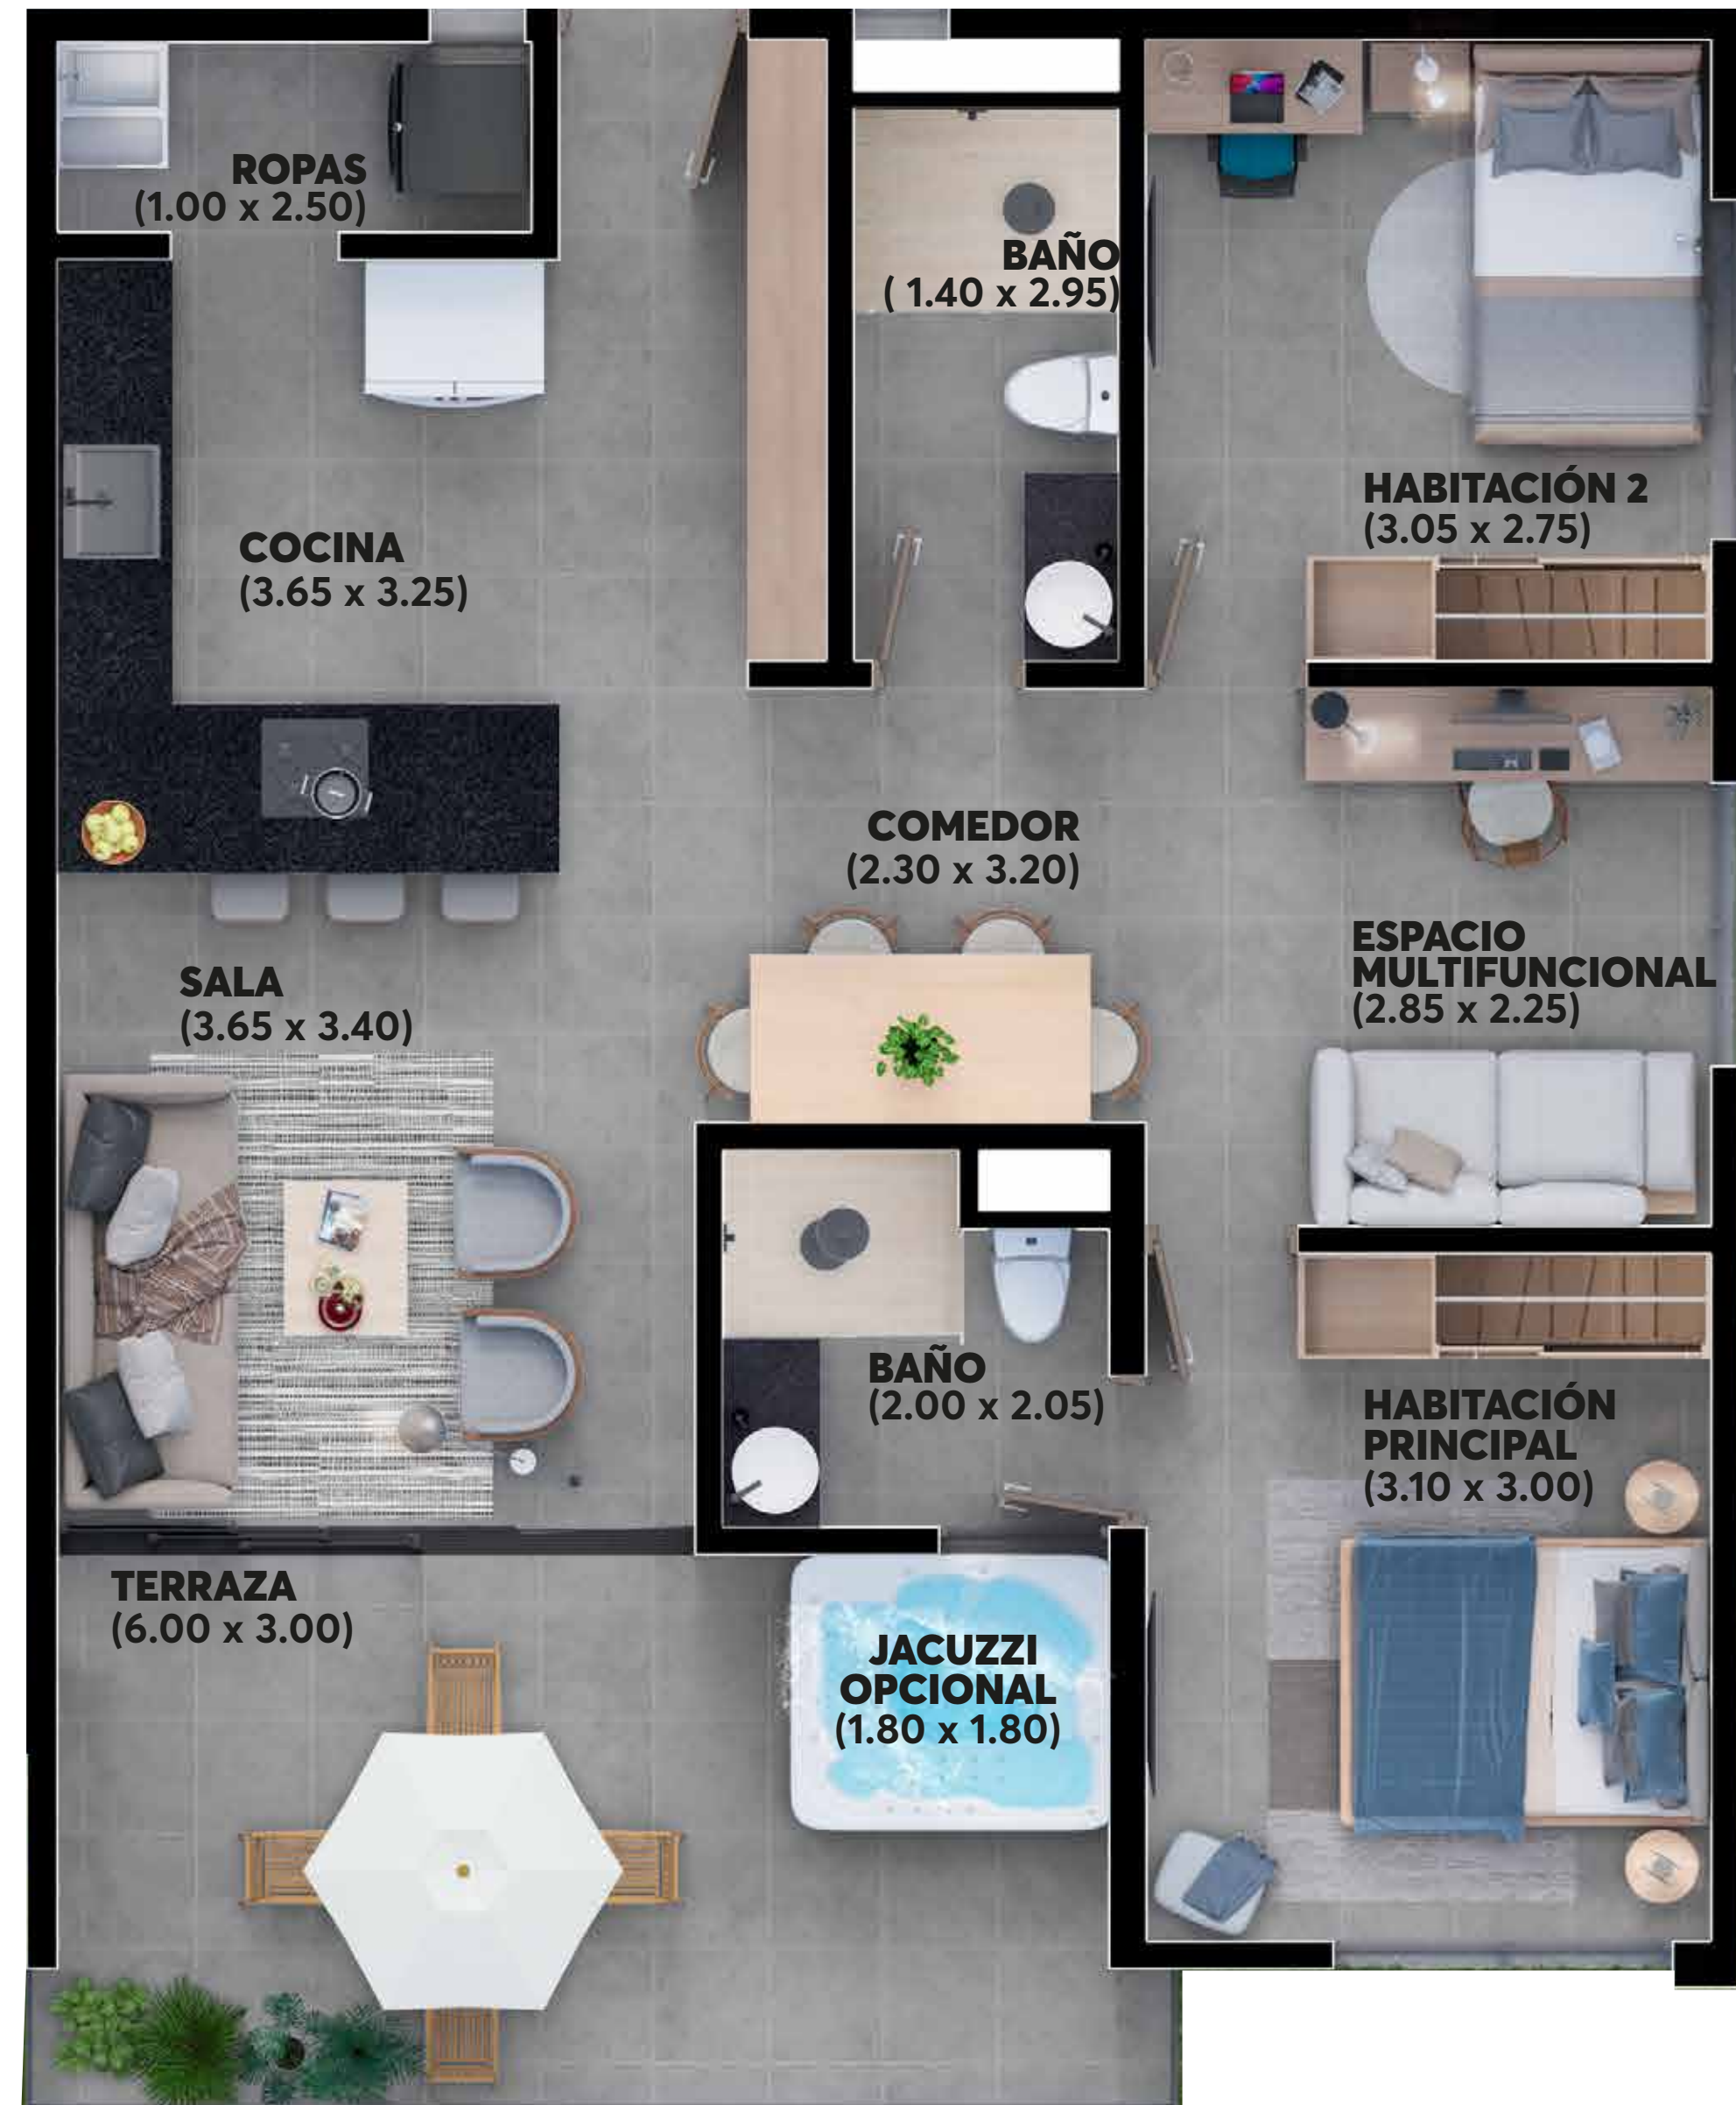 ROPAS
(1.00 x 2.50)
BAÑO
( 1.40 x 2.95)
HABITACIÓN 2
(3.05 x 2.75)
COCINA
(3.65 x 3.25)
COMEDOR
(2.30 x 3.20)
ESPACIO
MULTIFUNCIONAL
(2.85 x 2.25)
SALA
(3.65 x 3.40)
BAÑO
(2.00 x 2.05)
HABITACIÓN
PRINCIPAL
(3.10 x 3.00)
TERRAZA
(6.00 x 3.00)
JACUZZI
OPCIONAL
(1.80 x 1.80)